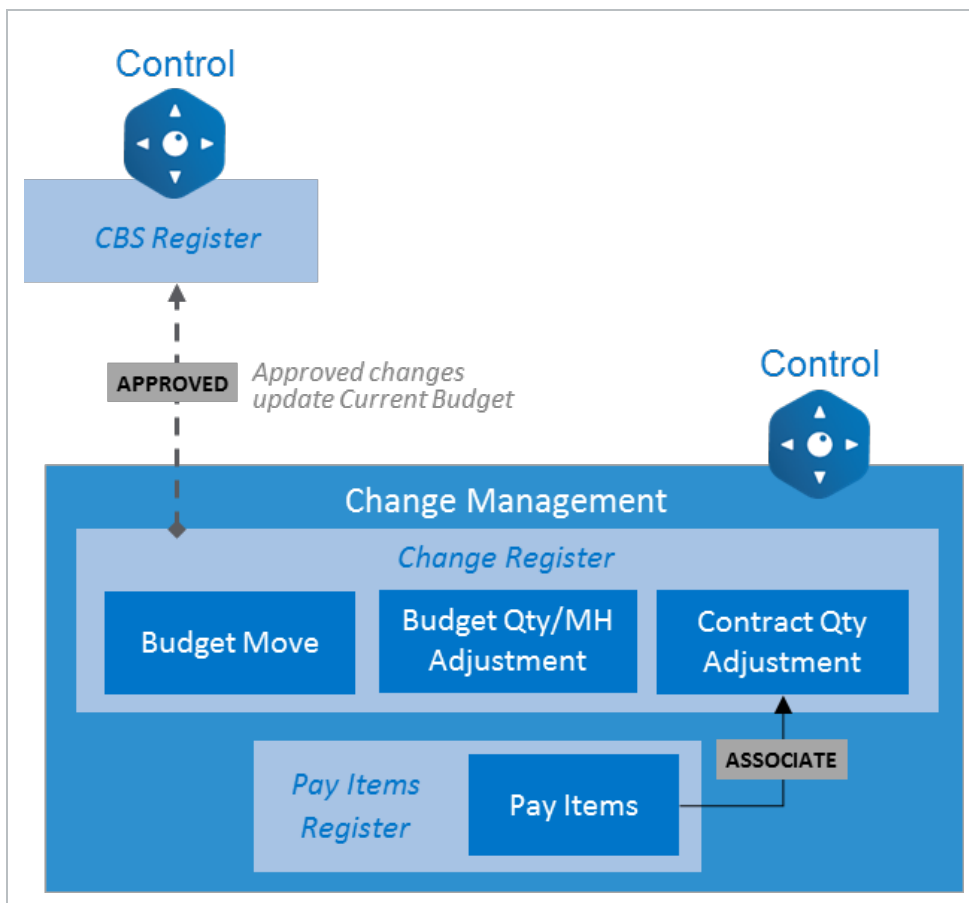 Control
CBS Register
APPROVED
Approved changes
update Current Budget
Control
Change Management
Change Register
Budget Move
Budget Qty/MH
Adjustment
Contract Qty
Adjustment
ASSOCIATE
Pay Items
Register
Pay Items